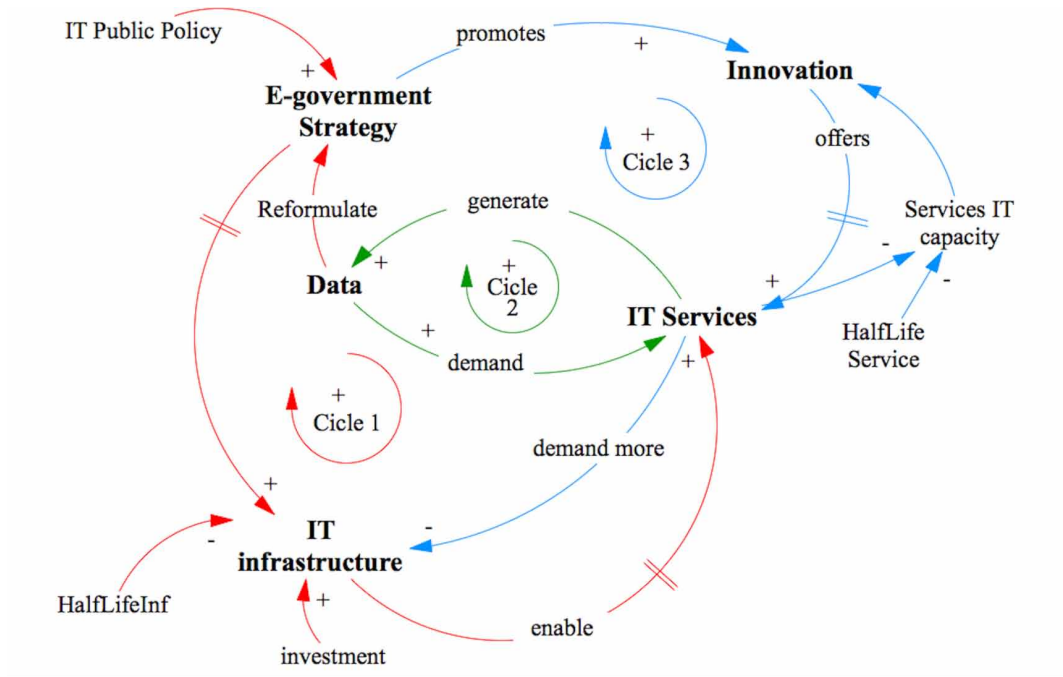 IT Public Policy
promotes
+
+
Innovation
E-government
Strategy
+
Cicle 3
offers
Reformulate
generate
Services IT
capacity
-
+
Data
+
Cicle
2
+
-
IT Services
HalfLife
Service
+
demand
+
+
Cicle 1
demand more
+
-
IT
infrastructure
-
HalfLifeInf
+
enable
investment